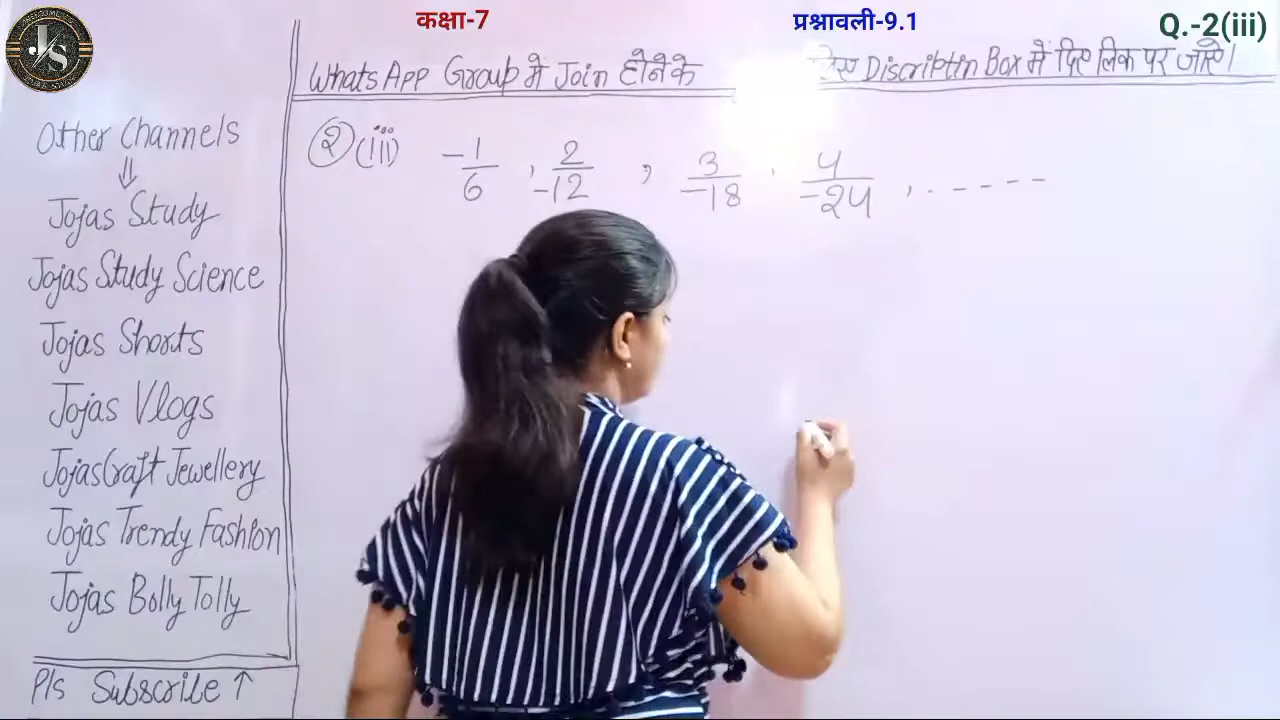 कक्षा-7
प्रश्नावली-9.1
Q.-2(iii)
WhatsApp Group में Join होने के लिए Discribtin Box में दिए लिंक पर जाएं।
Other Channels
⇓
Jojas Study
Jojas Study Science
Jojas Shorts
Jojas Vlogs
Jojas Craft Jewellery
Jojas Trendy Fashion
Jojas Bolly Tolly
Pls Subscribe ↑
② (iii) -1/6 , 2/-12 , 3/-18 , 4/-24 , . - - - - -